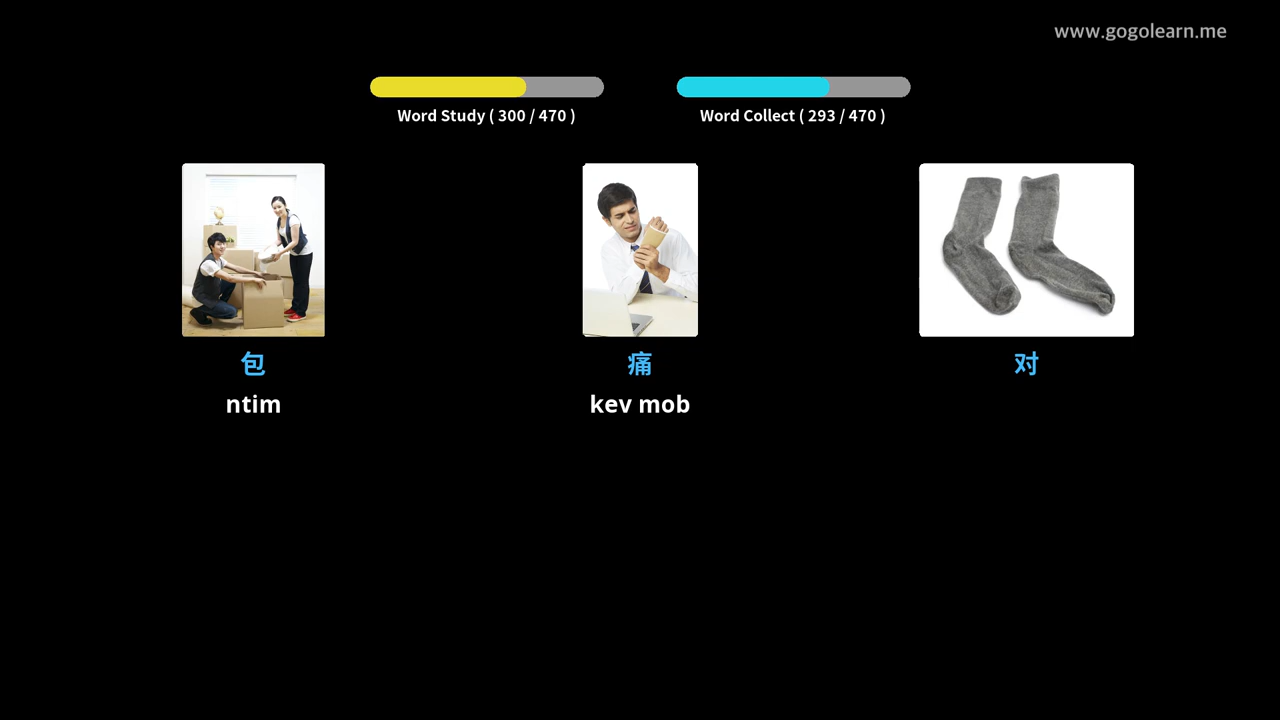 www.gogolearn.me
Word Study ( 300 / 470 )
Word Collect ( 293 / 470 )
包
痛
对
ntim
kev mob